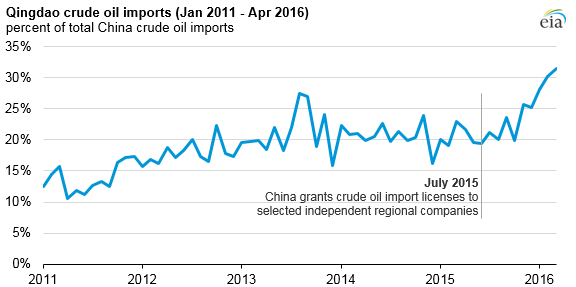 Qingdao crude oil imports (Jan 2011 - Apr 2016)
percent of total China crude oil imports
eia
35%
30%
25%
20%
15%
10%
5%
0%
July 2015
China grants crude oil import licenses to
selected independent regional companies
2011 2012 2013 2014 2015 2016